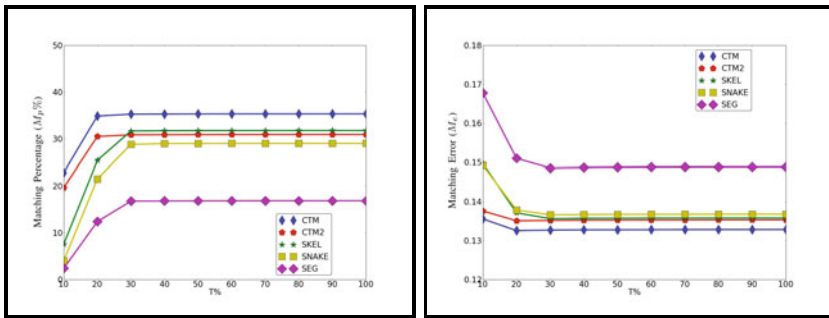 50
40
30
20
10
0
Matching Percentage (Mp%)
10 20 30 40 50 60 70 80 90 100
T%
CTM
CTM2
SKEL
SNAKE
SEG
0.18
0.17
0.16
0.15
0.14
0.13
0.12
Matching Error (Me)
10 20 30 40 50 60 70 80 90 100
T%
CTM
CTM2
SKEL
SNAKE
SEG